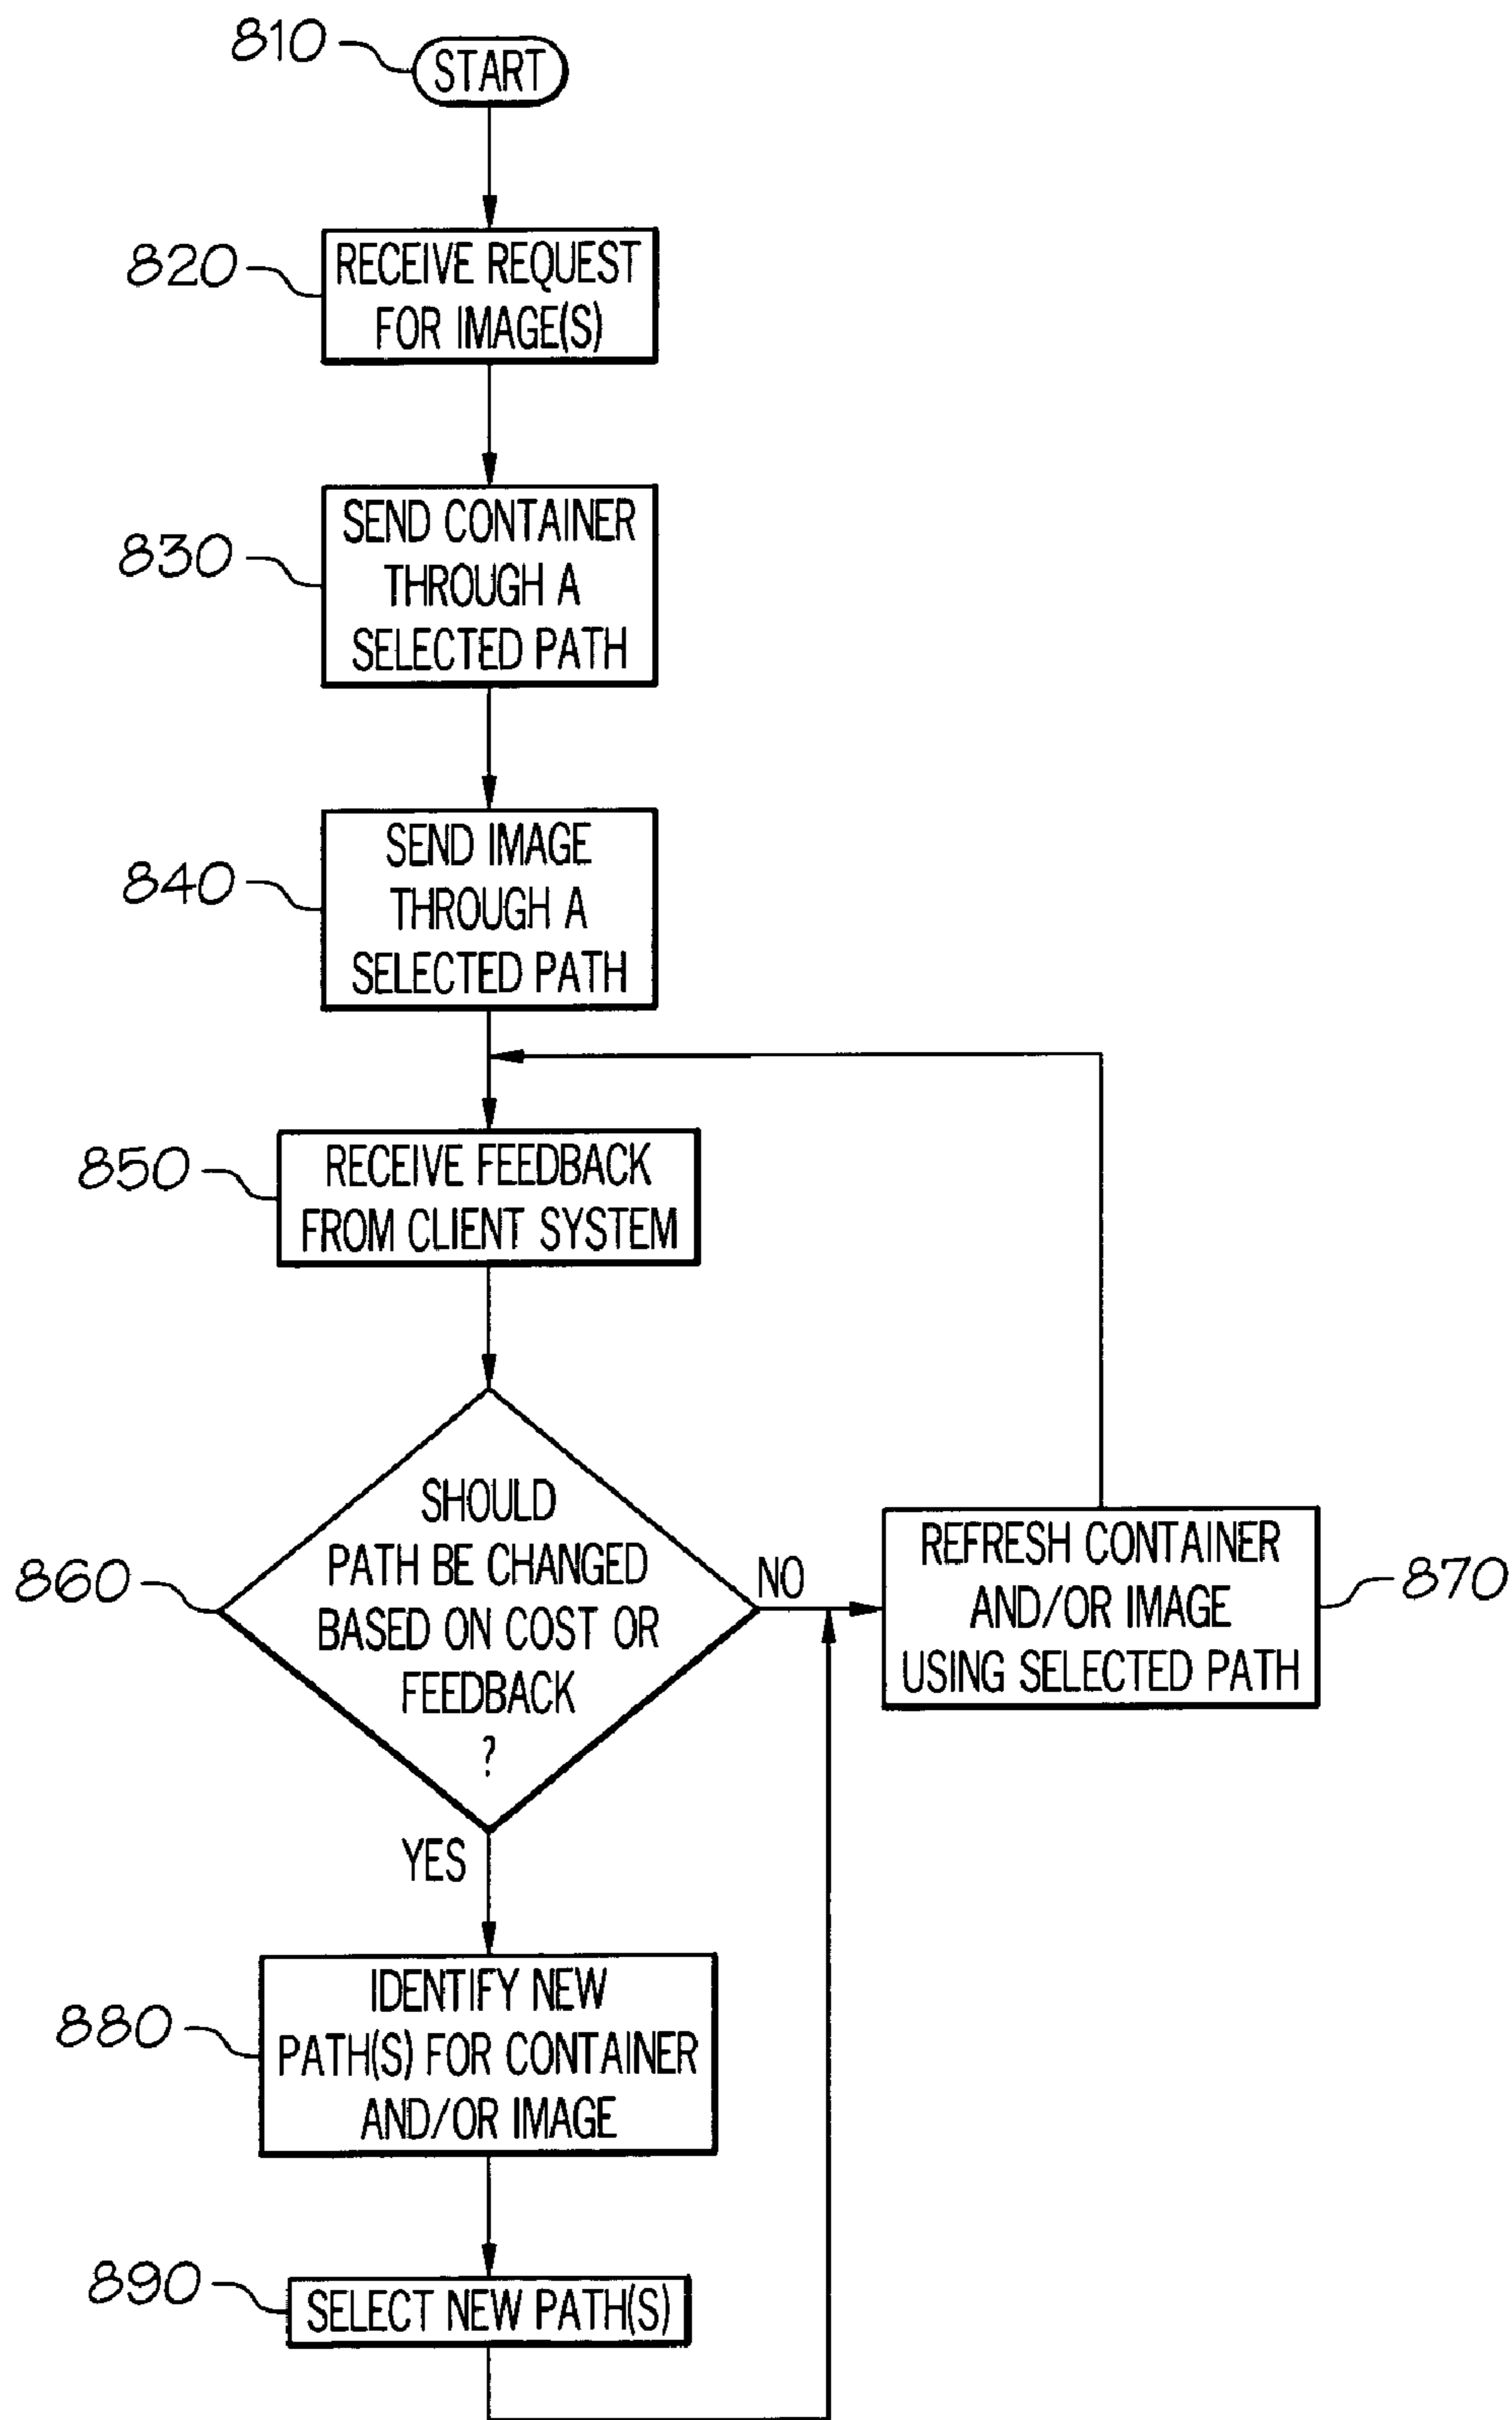 810
START
820
RECEIVE REQUEST
FOR IMAGE(S)
830
SEND CONTAINER
THROUGH A
SELECTED PATH
840
SEND IMAGE
THROUGH A
SELECTED PATH
850
RECEIVE FEEDBACK
FROM CLIENT SYSTEM
860
SHOULD
PATH BE CHANGED
BASED ON COST OR
FEEDBACK
?
NO
REFRESH CONTAINER
AND/OR IMAGE
USING SELECTED PATH
870
YES
880
IDENTIFY NEW
PATH(S) FOR CONTAINER
AND/OR IMAGE
890
SELECT NEW PATH(S)